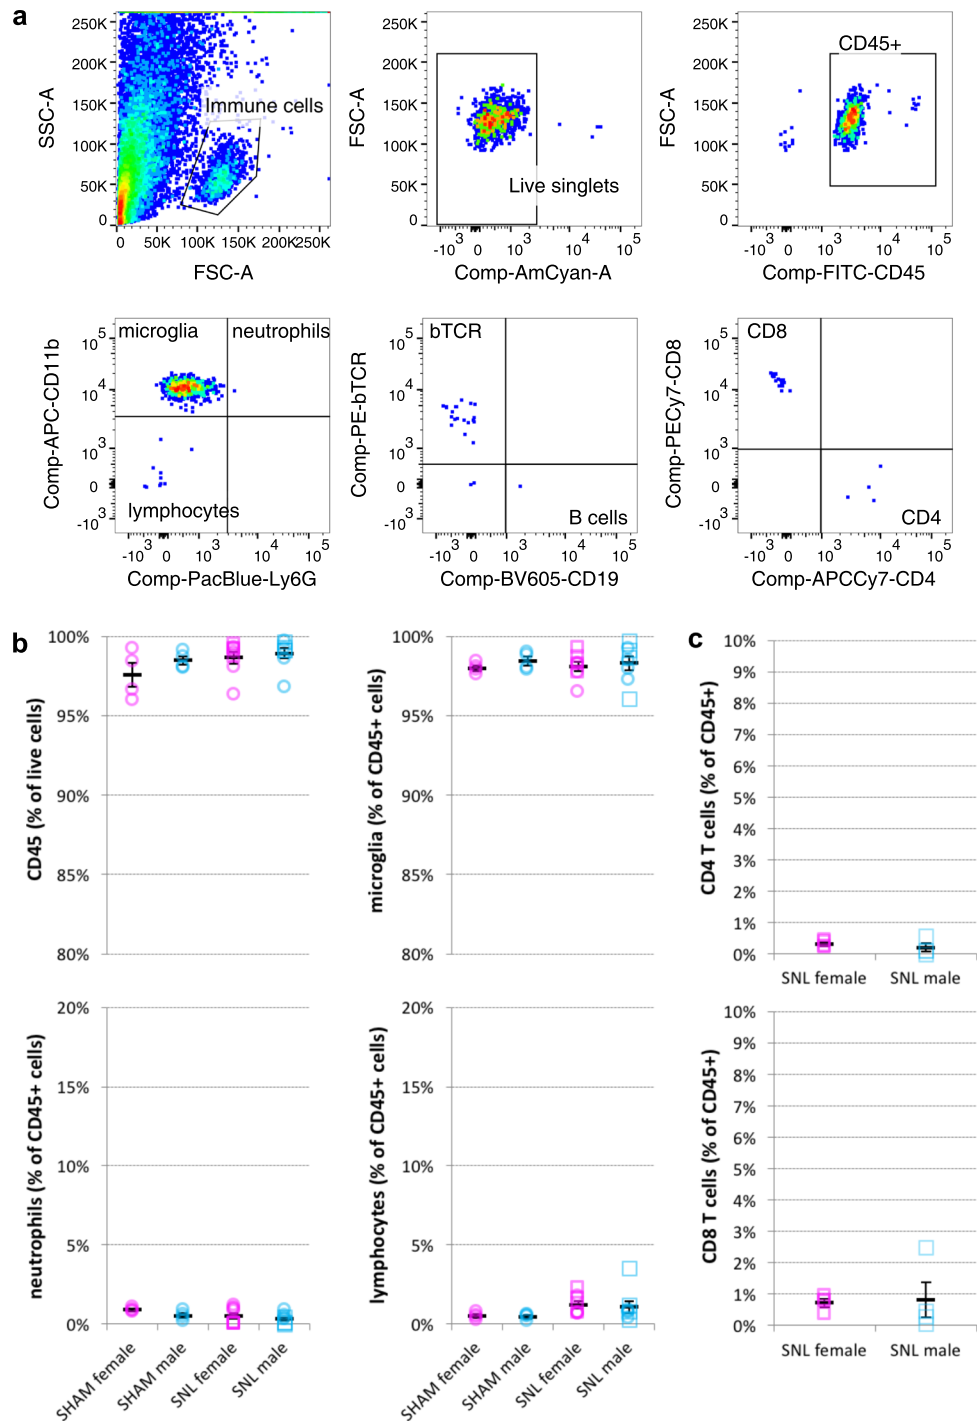 a
250K
200K
150K
100K
50K
0
SSC-A
Immune cells
0 50K 100K 150K 200K 250K
FSC-A
250K
200K
150K
100K
50K
0
FSC-A
Live singlets
-10^3 0 10^3 10^4 10^5
Comp-AmCyan-A
250K
200K
150K
100K
50K
0
FSC-A
CD45+
-10^3 0 10^3 10^4 10^5
Comp-FITC-CD45
10^5
10^4
10^3
0
-10^3
Comp-APC-CD11b
microglia
neutrophils
lymphocytes
-10^3 0 10^3 10^4 10^5
Comp-PacBlue-Ly6G
10^5
10^4
10^3
0
-10^3
Comp-PE-bTCR
bTCR
B cells
-10^3 0 10^3 10^4 10^5
Comp-BV605-CD19
10^5
10^4
10^3
0
-10^3
Comp-PECy7-CD8
CD8
CD4
-10^3 0 10^3 10^4 10^5
Comp-APCCy7-CD4
b
CD45 (% of live cells)
100%
95%
90%
85%
80%
microglia (% of CD45+ cells)
100%
95%
90%
85%
80%
neutrophils (% of CD45+ cells)
20%
15%
10%
5%
0%
SHAM female
SHAM male
SNL female
SNL male
lymphocytes (% of CD45+ cells)
20%
15%
10%
5%
0%
SHAM female
SHAM male
SNL female
SNL male
c
CD4 T cells (% of CD45+)
10%
9%
8%
7%
6%
5%
4%
3%
2%
1%
0%
SNL female SNL male
CD8 T cells (% of CD45+)
10%
9%
8%
7%
6%
5%
4%
3%
2%
1%
0%
SNL female SNL male